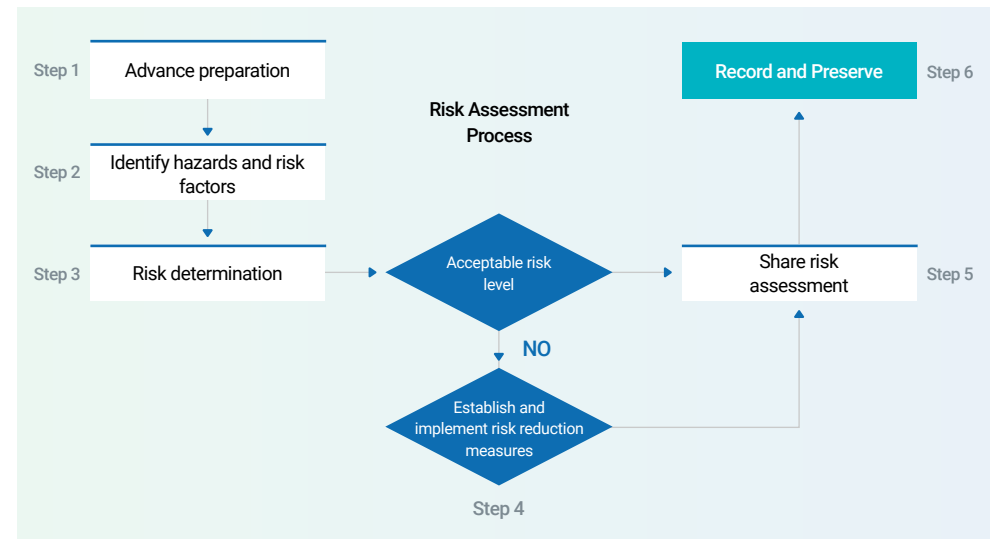 Step 1
Advance preparation
Record and Preserve
Step 6
Risk Assessment
Process
Step 2
Identify hazards and risk
factors
Step 3
Risk determination
Acceptable risk
level
Share risk
assessment
Step 5
NO
Establish and
implement risk reduction
measures
Step 4